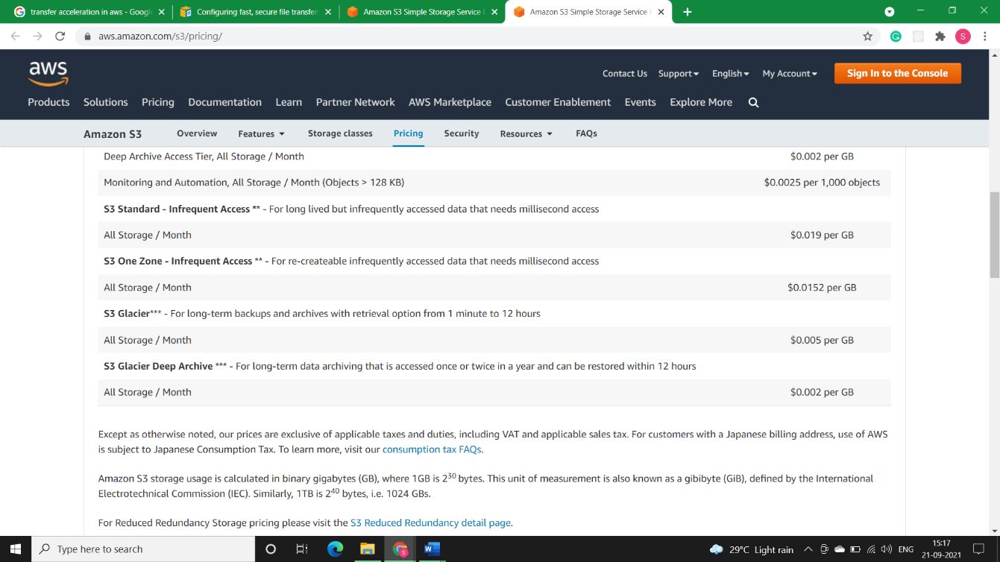 transfer acceleration in aws - Googl
Configuring fast, secure file transfer
Amazon S3 Simple Storage Service
Amazon S3 Simple Storage Service
aws.amazon.com/s3/pricing/
G
S
aws
Contact Us
Support
English
My Account
Sign In to the Console
Products
Solutions
Pricing
Documentation
Learn
Partner Network
AWS Marketplace
Customer Enablement
Events
Explore More
Amazon S3
Overview
Features
Storage classes
Pricing
Security
Resources
FAQs
Deep Archive Access Tier, All Storage / Month $0.002 per GB
Monitoring and Automation, All Storage / Month (Objects > 128 KB) $0.0025 per 1,000 objects
S3 Standard - Infrequent Access ** - For long lived but infrequently accessed data that needs millisecond access
All Storage / Month $0.019 per GB
S3 One Zone - Infrequent Access ** - For re-createable infrequently accessed data that needs millisecond access
All Storage / Month $0.0152 per GB
S3 Glacier*** - For long-term backups and archives with retrieval option from 1 minute to 12 hours
All Storage / Month $0.005 per GB
S3 Glacier Deep Archive *** - For long-term data archiving that is accessed once or twice in a year and can be restored within 12 hours
All Storage / Month $0.002 per GB
Except as otherwise noted, our prices are exclusive of applicable taxes and duties, including VAT and applicable sales tax. For customers with a Japanese billing address, use of AWS
is subject to Japanese Consumption Tax. To learn more, visit our consumption tax FAQs.
Amazon S3 storage usage is calculated in binary gigabytes (GB), where 1GB is 2³⁰ bytes. This unit of measurement is also known as a gibibyte (GiB), defined by the International
Electrotechnical Commission (IEC). Similarly, 1TB is 2⁴⁰ bytes, i.e. 1024 GBs.
For Reduced Redundancy Storage pricing please visit the S3 Reduced Redundancy detail page.
Type here to search
29°C Light rain
ENG
15:17
21-09-2021